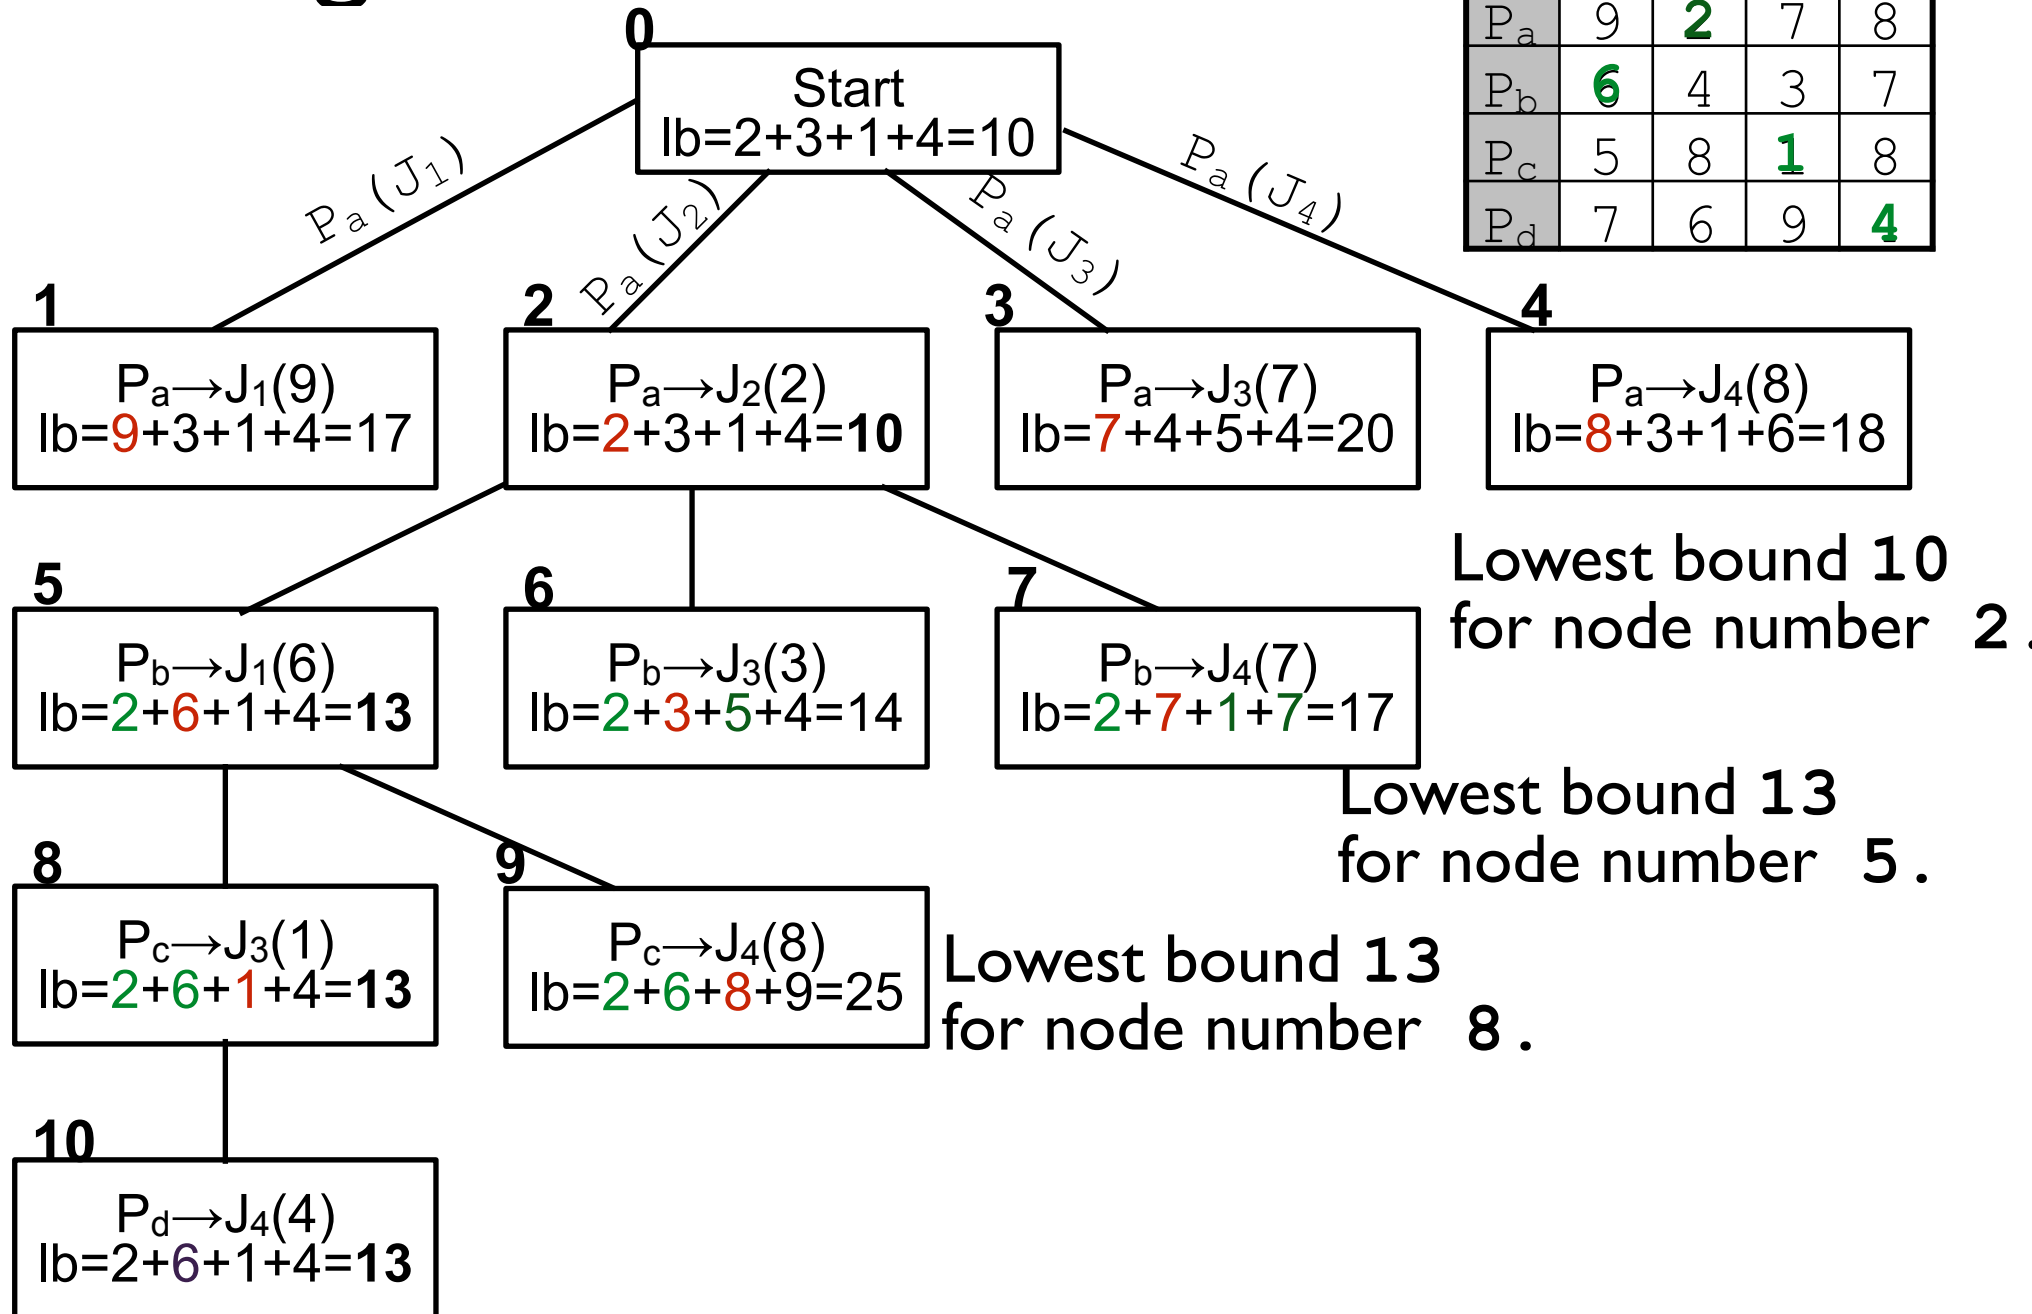 0
Start
lb=2+3+1+4=10
Pa 9 2 7 8
Pb 6 4 3 7
Pc 5 8 1 8
Pd 7 6 9 4
Pa(J1)
Pa(J2)
Pa(J3)
Pa(J4)
1
Pa→J1(9)
lb=9+3+1+4=17
2
Pa→J2(2)
lb=2+3+1+4=10
3
Pa→J3(7)
lb=7+4+5+4=20
4
Pa→J4(8)
lb=8+3+1+6=18
Lowest bound 10
for node number 2.
5
Pb→J1(6)
lb=2+6+1+4=13
6
Pb→J3(3)
lb=2+3+5+4=14
7
Pb→J4(7)
lb=2+7+1+7=17
Lowest bound 13
for node number 5.
8
Pc→J3(1)
lb=2+6+1+4=13
9
Pc→J4(8)
lb=2+6+8+9=25
Lowest bound 13
for node number 8.
10
Pd→J4(4)
lb=2+6+1+4=13